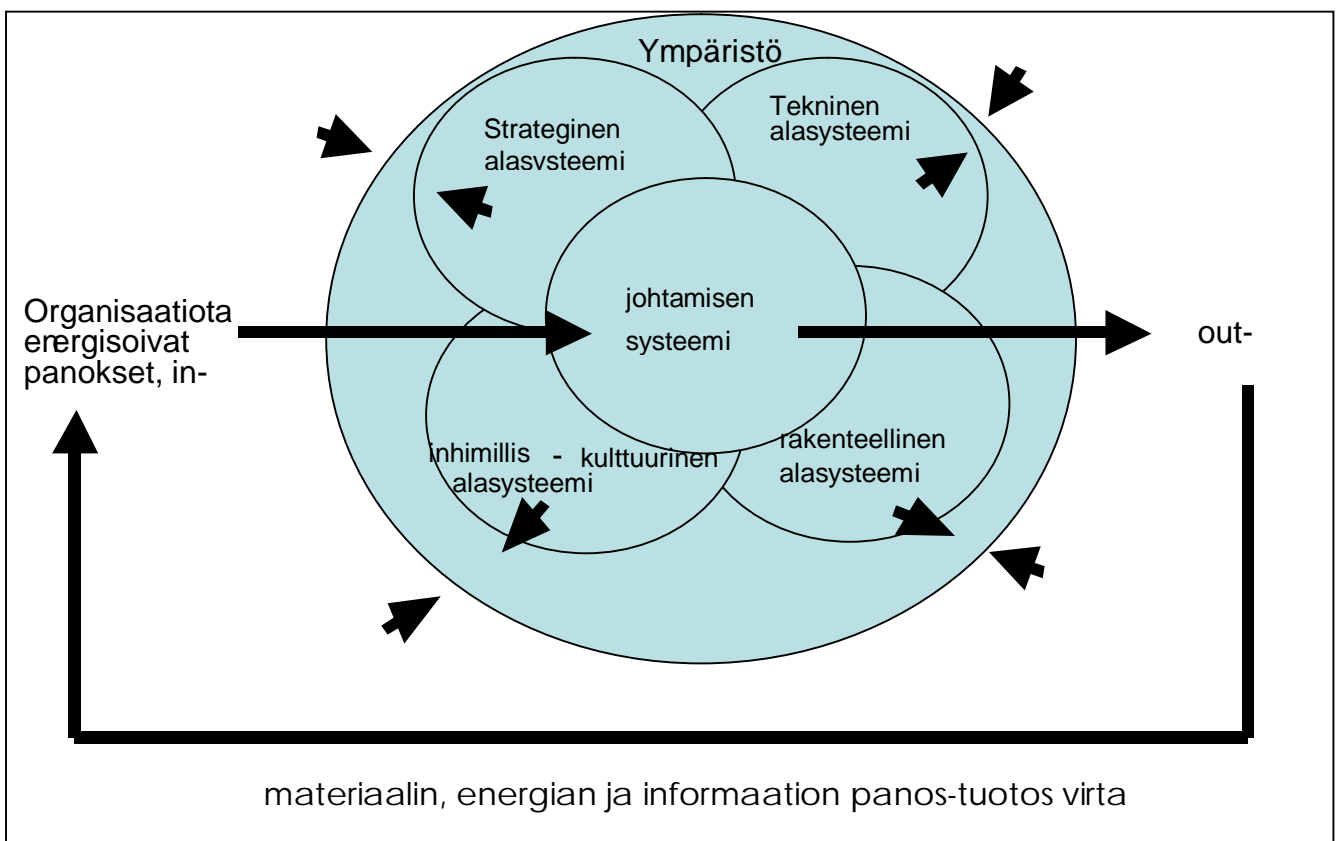 Ympäristö
Strateginen
alasysteemi
Tekninen
alasysteemi
Organisaatiota
energisoivat
panokset, in-
johtamisen
systeemi
out-
inhimillis - kulttuurinen
alasysteemi
rakenteellinen
alasysteemi
materiaalin, energian ja informaation panos-tuotos virta